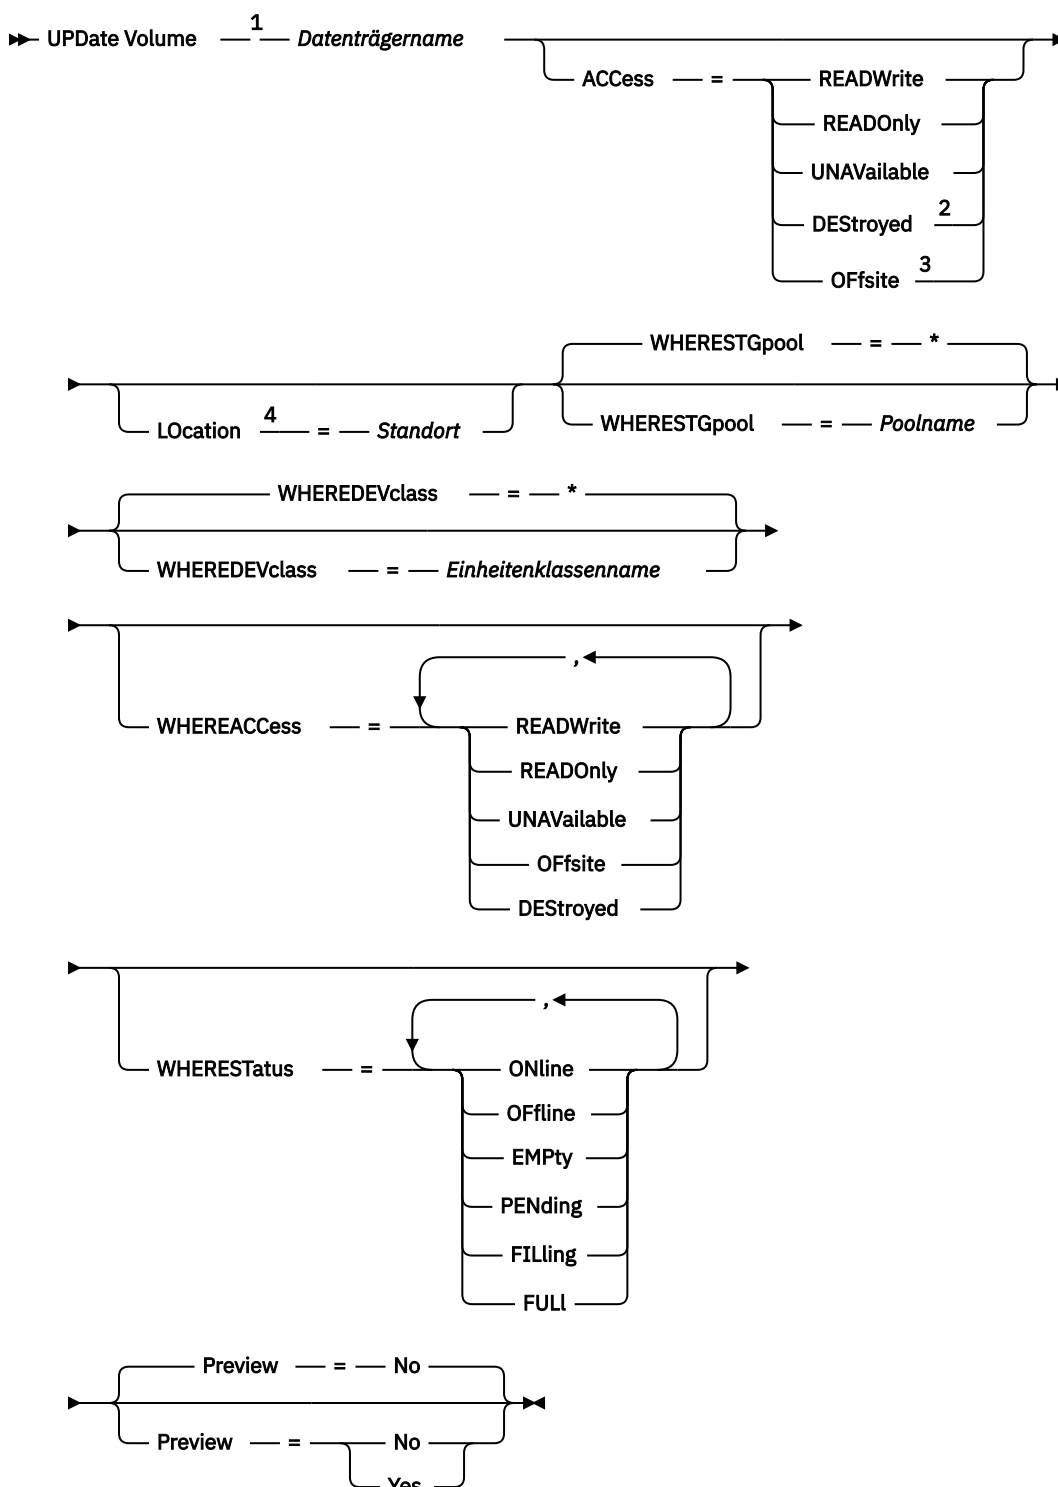 UPDate Volume 1 Datenträgername
ACCess = READWrite
READOnly
UNAVailable
DEStroyed 2
OFfsite 3
WHERESTGpool = *
LOcation 4 = Standort
WHERESTGpool = Poolname
WHEREDEVclass = *
WHEREDEVclass = Einheitenklassenname
,
WHEREACCess = READWrite
READOnly
UNAVailable
OFfsite
DEStroyed
,
WHERESTatus = ONline
OFfline
EMPty
PENding
FILling
FULl
Preview = No
Preview = No
Yes